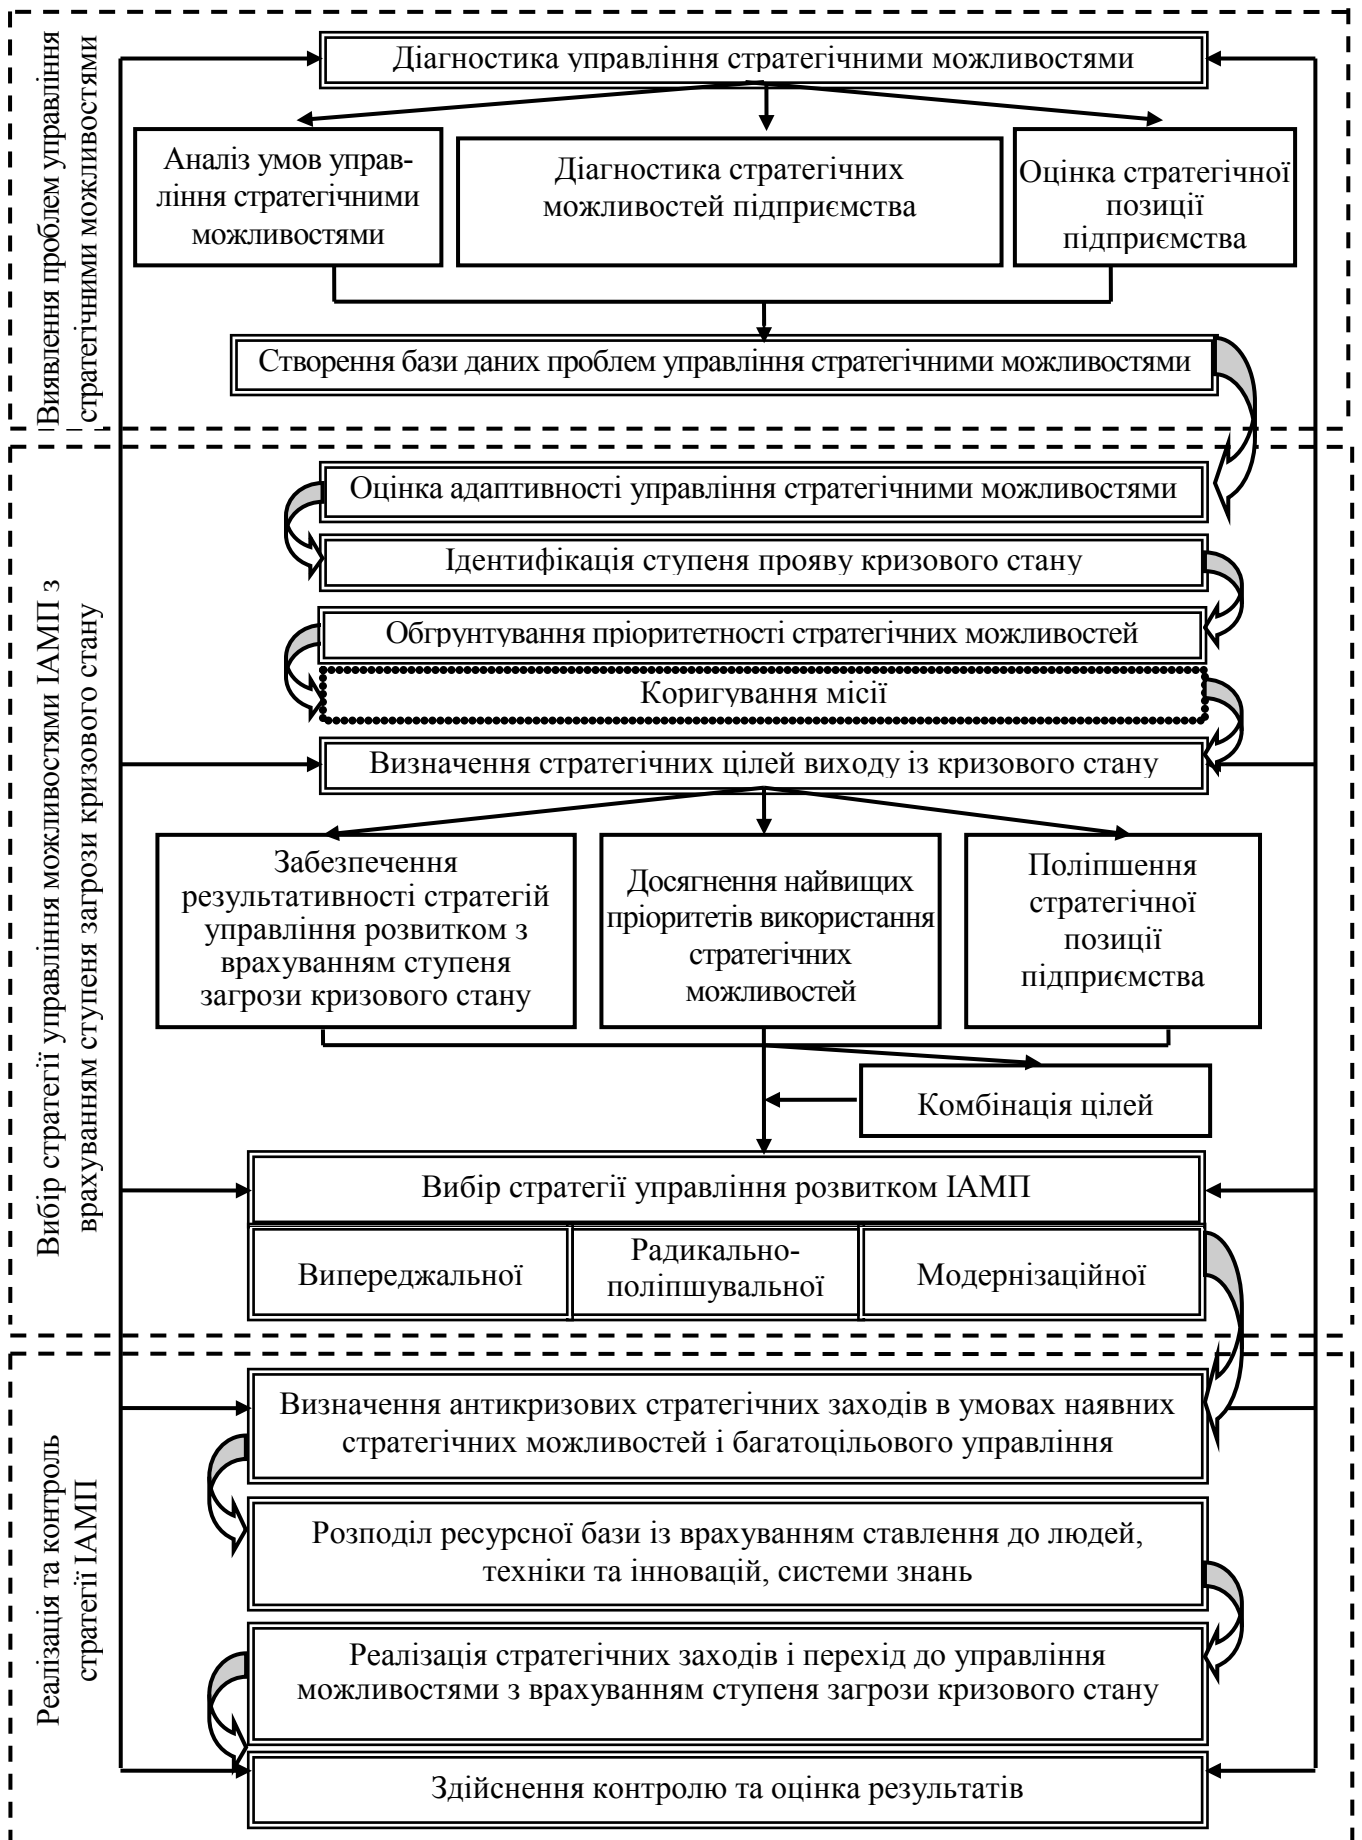 Виявлення проблем управління
стратегічними можливостями
Діагностика управління стратегічними можливостями
Аналіз умов управ-
ління стратегічними
можливостями
Діагностика стратегічних
можливостей підприємства
Оцінка стратегічної
позиції
підприємства
Створення бази даних проблем управління стратегічними можливостями
Вибір стратегії управління можливостями ІАМП з
врахуванням ступеня загрози кризового стану
Оцінка адаптивності управління стратегічними можливостями
Ідентифікація ступеня прояву кризового стану
Обґрунтування пріоритетності стратегічних можливостей
Коригування місії
Визначення стратегічних цілей виходу із кризового стану
Забезпечення
результативності стратегій
управління розвитком з
врахуванням ступеня
загрози кризового стану
Досягнення найвищих
пріоритетів використання
стратегічних
можливостей
Поліпшення
стратегічної
позиції
підприємства
Комбінація цілей
Вибір стратегії управління розвитком ІАМП
Випереджальної
Радикально-
поліпшувальної
Модернізаційної
Реалізація та контроль
стратегії ІАМП
Визначення антикризових стратегічних заходів в умовах наявних
стратегічних можливостей і багатоцільового управління
Розподіл ресурсної бази із врахуванням ставлення до людей,
техніки та інновацій, системи знань
Реалізація стратегічних заходів і перехід до управління
можливостями з врахуванням ступеня загрози кризового стану
Здійснення контролю та оцінка результатів